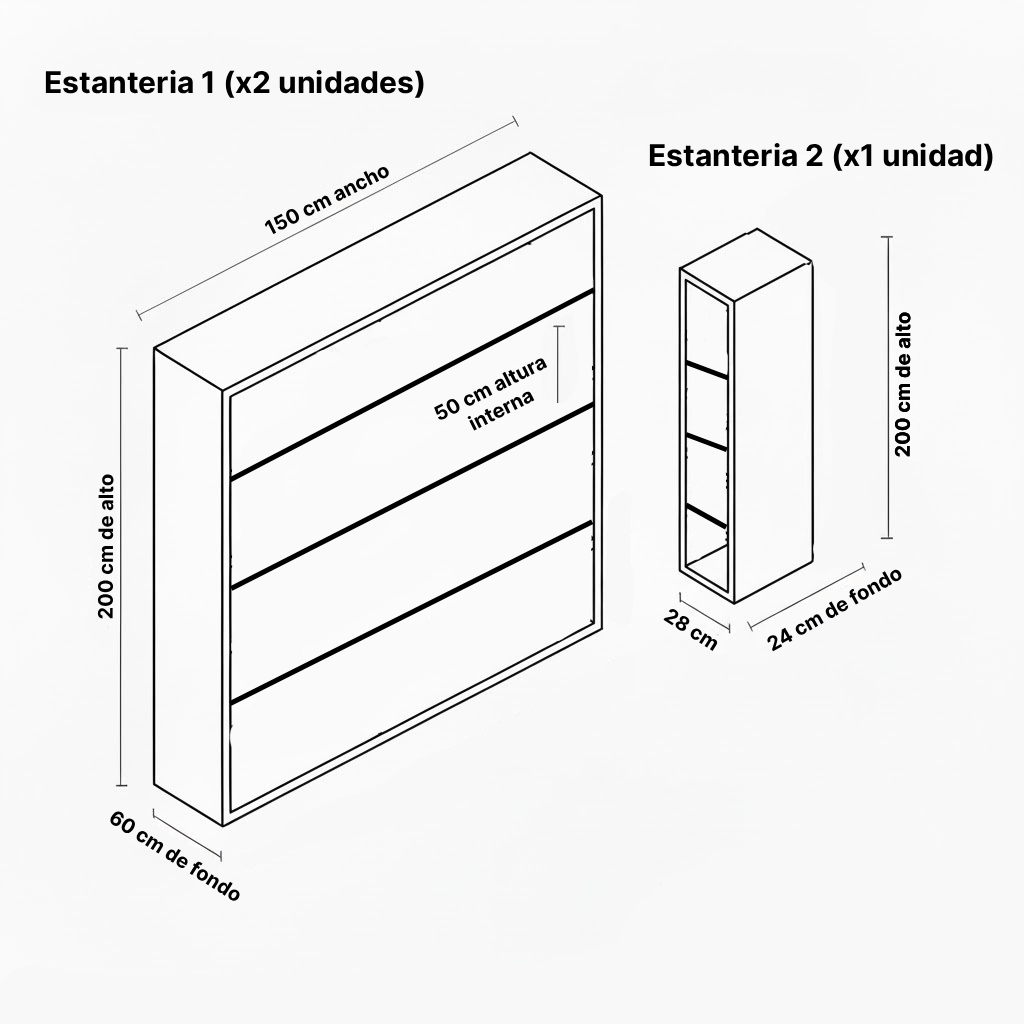 Estanteria 1 (x2 unidades)
150 cm ancho
200 cm de alto
50 cm altura
interna
60 cm de fondo
Estanteria 2 (x1 unidad)
200 cm de alto
28 cm
24 cm de fondo